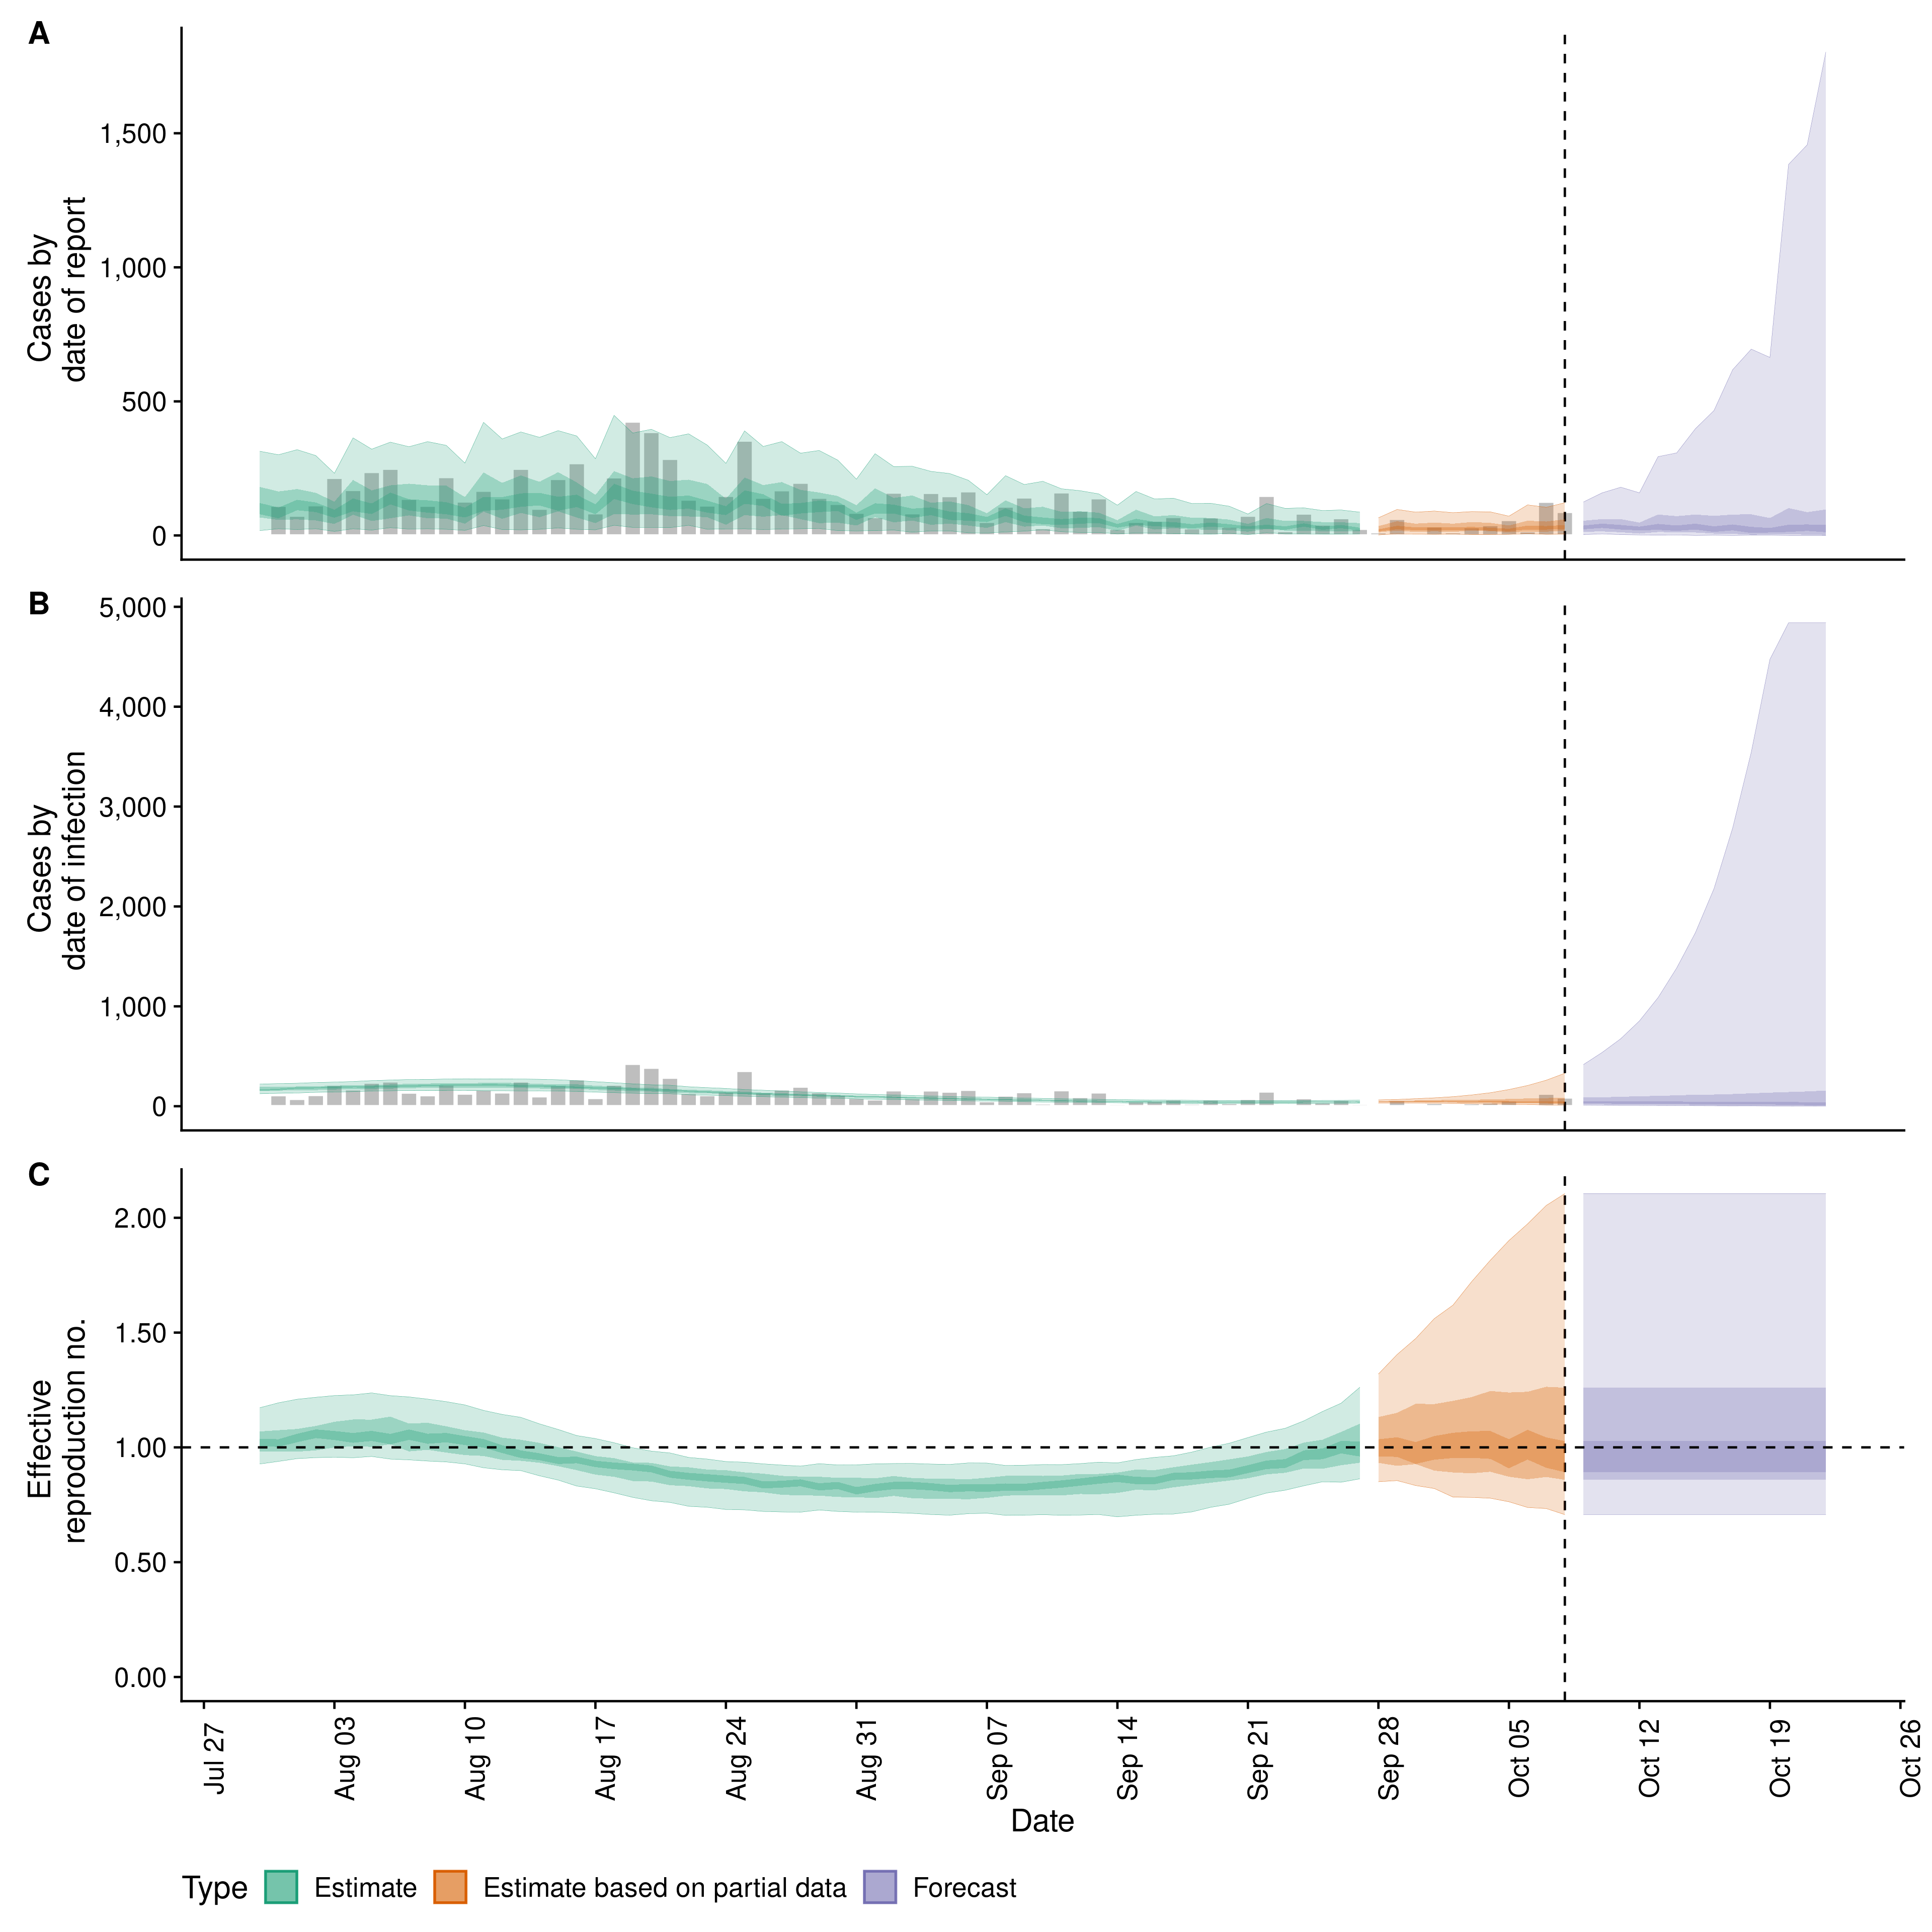 A
Cases by
date of report
1,500
1,000
500
0
B
Cases by
date of infection
5,000
4,000
3,000
2,000
1,000
0
C
Effective
reproduction no.
2.00
1.50
1.00
0.50
0.00
Jul 27
Aug 03
Aug 10
Aug 17
Aug 24
Aug 31
Sep 07
Sep 14
Sep 21
Sep 28
Oct 05
Oct 12
Oct 19
Oct 26
Date
Type Estimate Estimate based on partial data Forecast